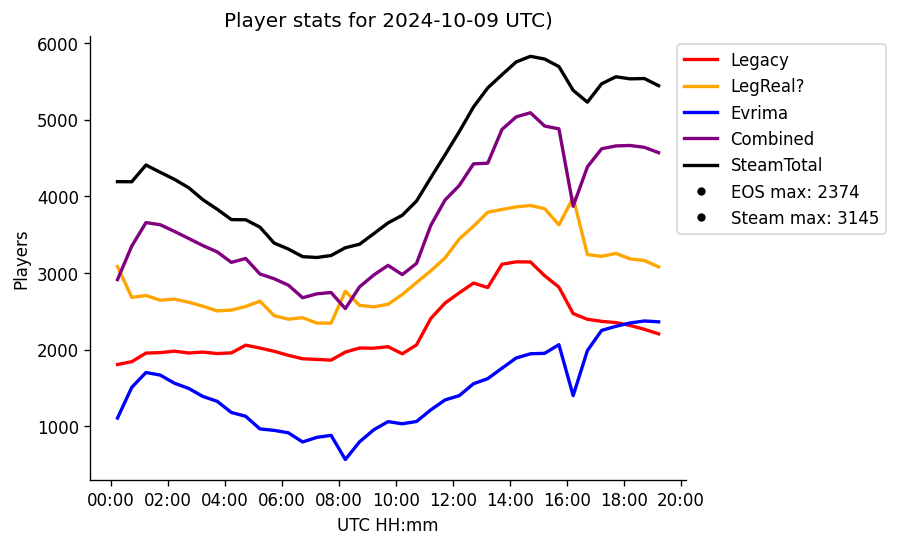 Player stats for 2024-10-09 UTC)
6000
5000
4000
3000
2000
1000
Players
00:00 02:00 04:00 06:00 08:00 10:00 12:00 14:00 16:00 18:00 20:00
UTC HH:mm
Legacy
LegReal?
Evrima
Combined
SteamTotal
EOS max: 2374
Steam max: 3145